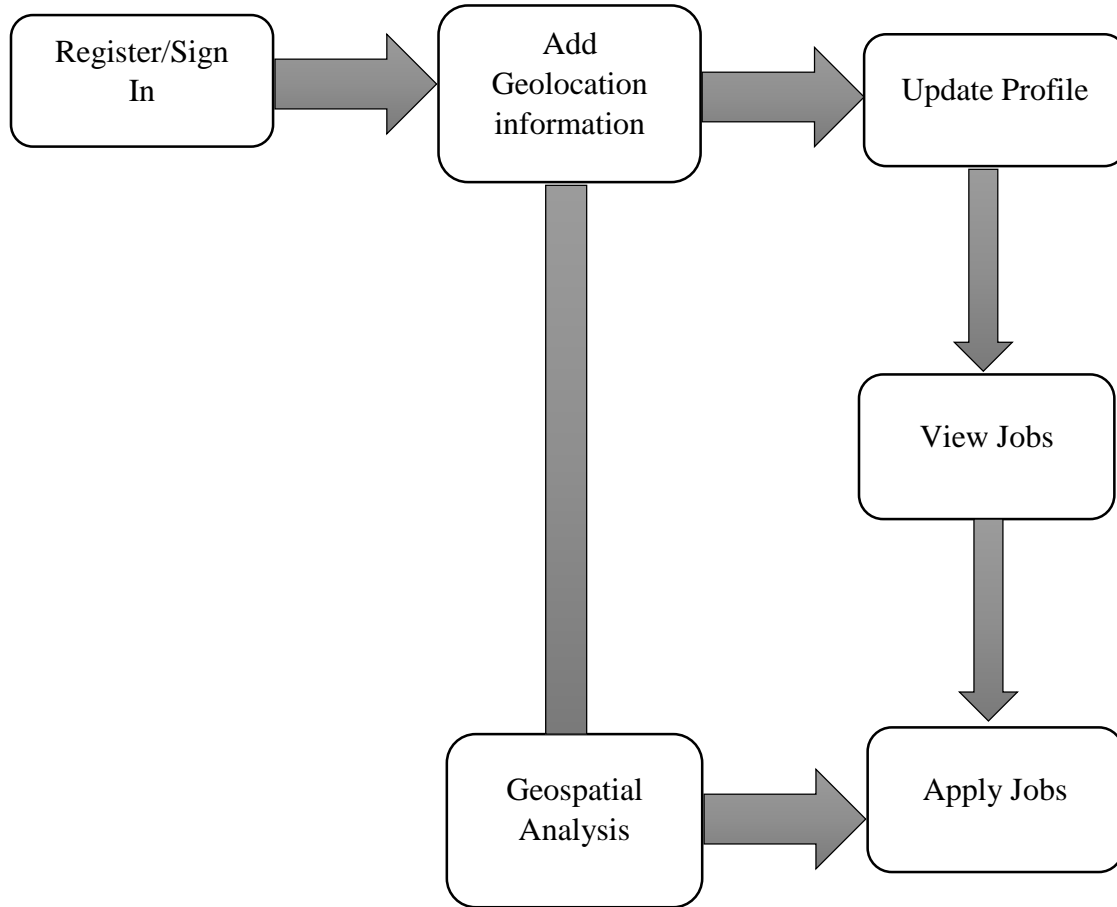 Register/Sign
In
Add
Geolocation
information
Update Profile
View Jobs
Geospatial
Analysis
Apply Jobs